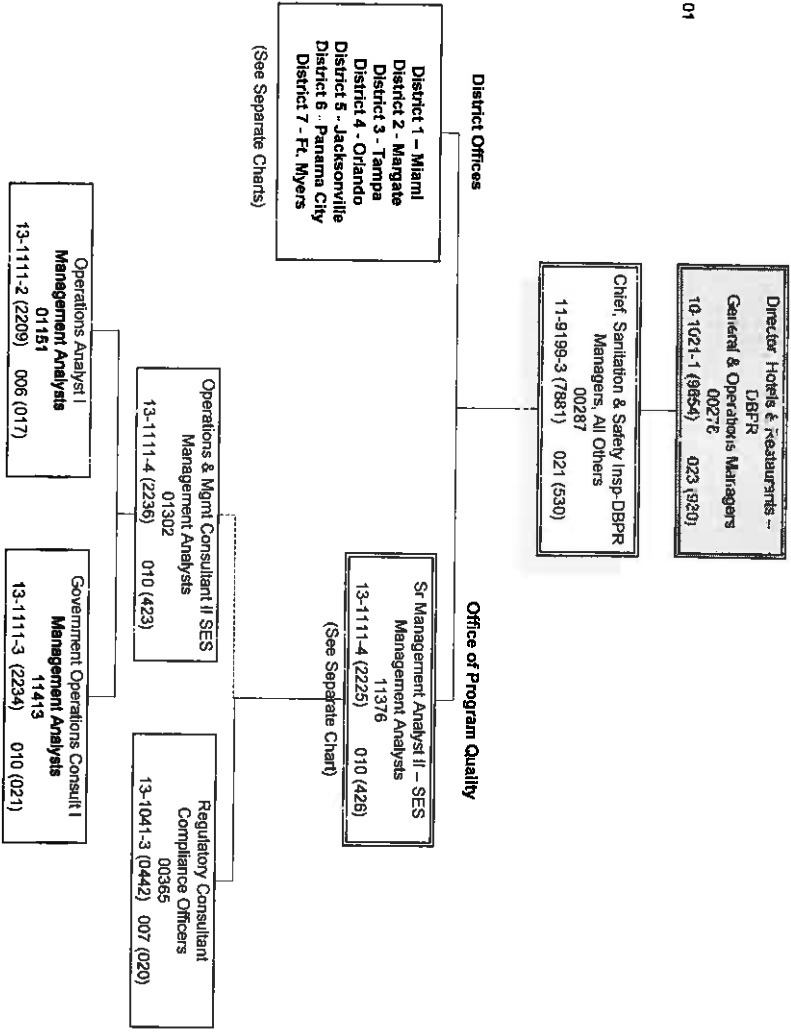 01
Director, Hotels & Restaurants –
DBPR
General & Operations Managers
00278
10-1021-1 (9654) 023 (920)
Chief, Sanitation & Safety Insp-DBPR
Managers, All Others
00287
11-9199-3 (7881) 021 (530)
District Offices
District 1 – Miami
District 2 - Margate
District 3 - Tampa
District 4 - Orlando
District 5 - Jacksonville
District 6 - Panama City
District 7 - Ft. Myers
(See Separate Charts)
Office of Program Quality
Sr Management Analyst II – SES
Management Analysts
11376
13-1111-4 (2225) 010 (426)
(See Separate Chart)
Operations & Mgmt Consultant II SES
Management Analysts
01302
13-1111-4 (2236) 010 (423)
Regulatory Consultant
Compliance Officers
00365
13-1041-3 (0442) 007 (020)
Operations Analyst I
Management Analysts
01151
13-1111-2 (2209) 006 (017)
Government Operations Consult I
Management Analysts
11413
13-1111-3 (2234) 010 (021)